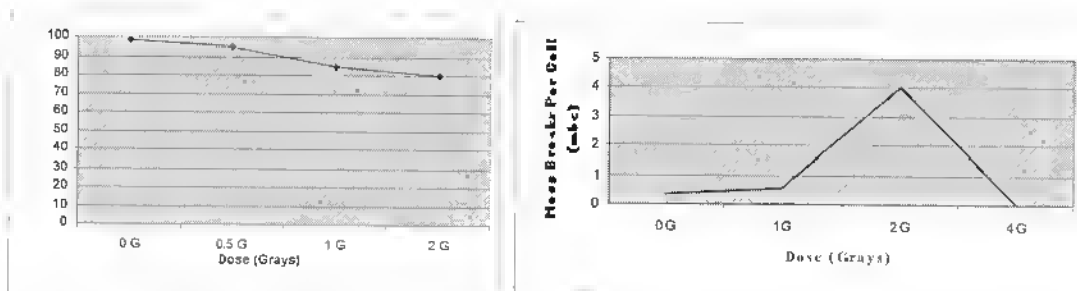 100
90
80
70
60
50
40
30
20
10
0
0 G 0.5 G 1 G 2 G
Dose (Grays)
Mean Breaks Per Cell
(mbc)
5
4
3
2
1
0
0G 1G 2G 4G
Dose (Grays)